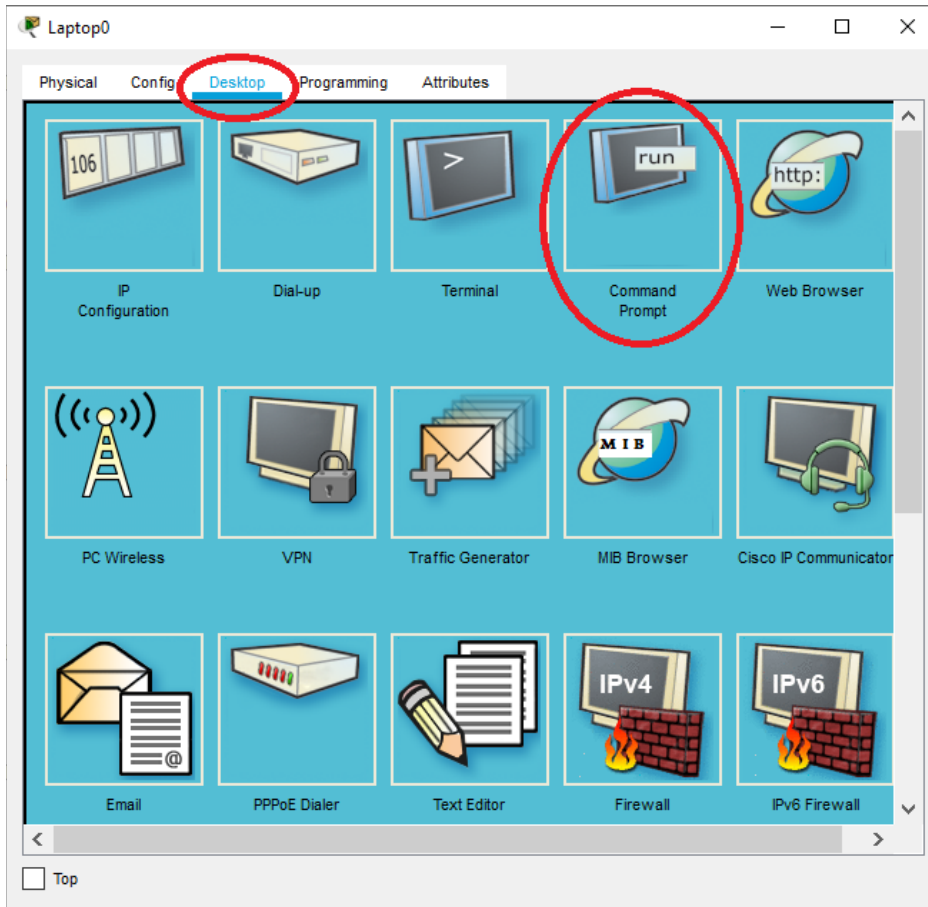 Laptop0
Physical Config Desktop Programming Attributes
106
>
run
http:
IP
Configuration
Dial-up
Terminal
Command
Prompt
Web Browser
MIB
PC Wireless
VPN
Traffic Generator
MIB Browser
Cisco IP Communicator
@
IPv4
IPv6
Email
PPPoE Dialer
Text Editor
Firewall
IPv6 Firewall
Top